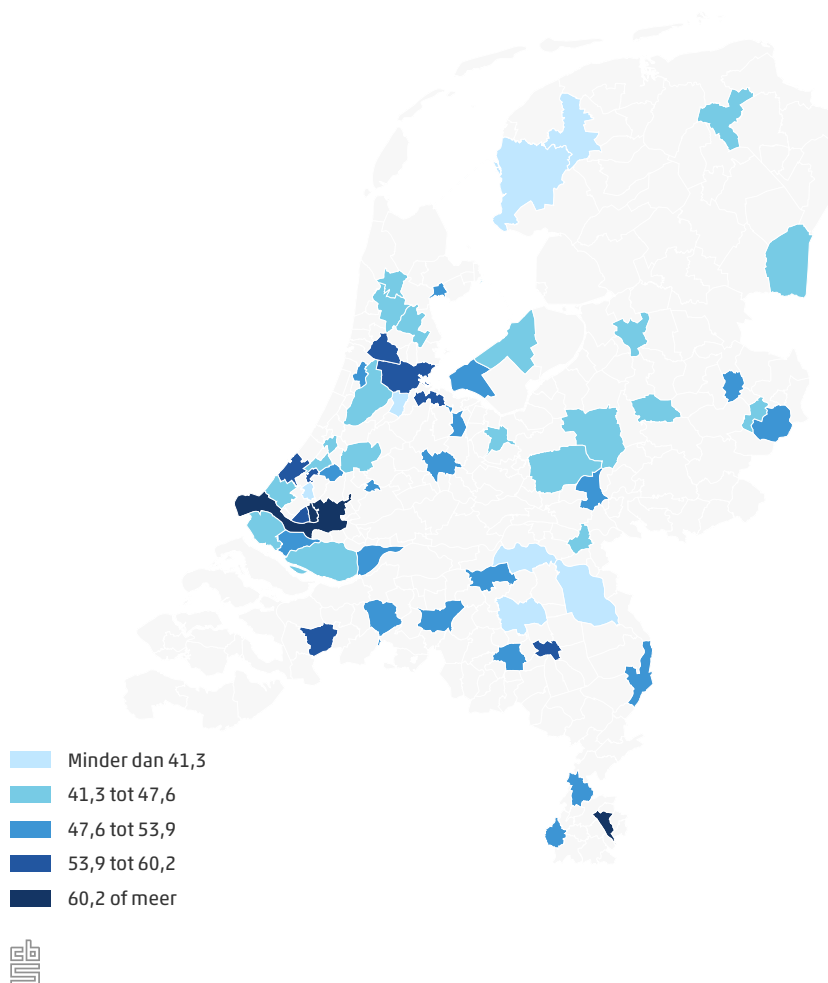 Minder dan 41,3
41,3 tot 47,6
47,6 tot 53,9
53,9 tot 60,2
60,2 of meer
cbs